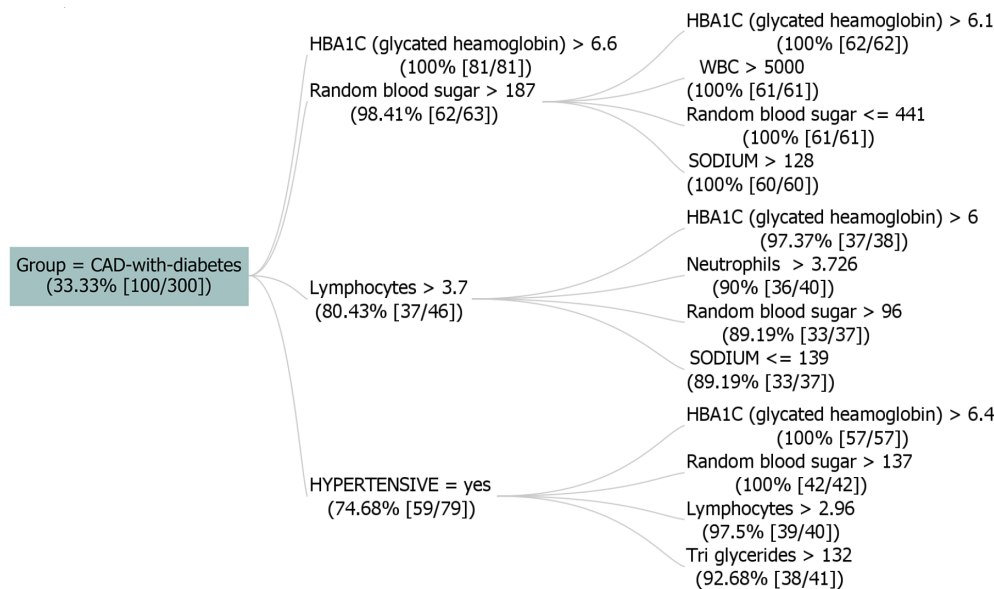 Group = CAD-with-diabetes
(33.33% [100/300])
HBA1C (glycated heamoglobin) > 6.6
(100% [81/81])
Random blood sugar > 187
(98.41% [62/63])
HBA1C (glycated heamoglobin) > 6.1
(100% [62/62])
WBC > 5000
(100% [61/61])
Random blood sugar <= 441
(100% [61/61])
SODIUM > 128
(100% [60/60])
Lymphocytes > 3.7
(80.43% [37/46])
HBA1C (glycated heamoglobin) > 6
(97.37% [37/38])
Neutrophils > 3.726
(90% [36/40])
Random blood sugar > 96
(89.19% [33/37])
SODIUM <= 139
(89.19% [33/37])
HYPERTENSIVE = yes
(74.68% [59/79])
HBA1C (glycated heamoglobin) > 6.4
(100% [57/57])
Random blood sugar > 137
(100% [42/42])
Lymphocytes > 2.96
(97.5% [39/40])
Tri glycerides > 132
(92.68% [38/41])